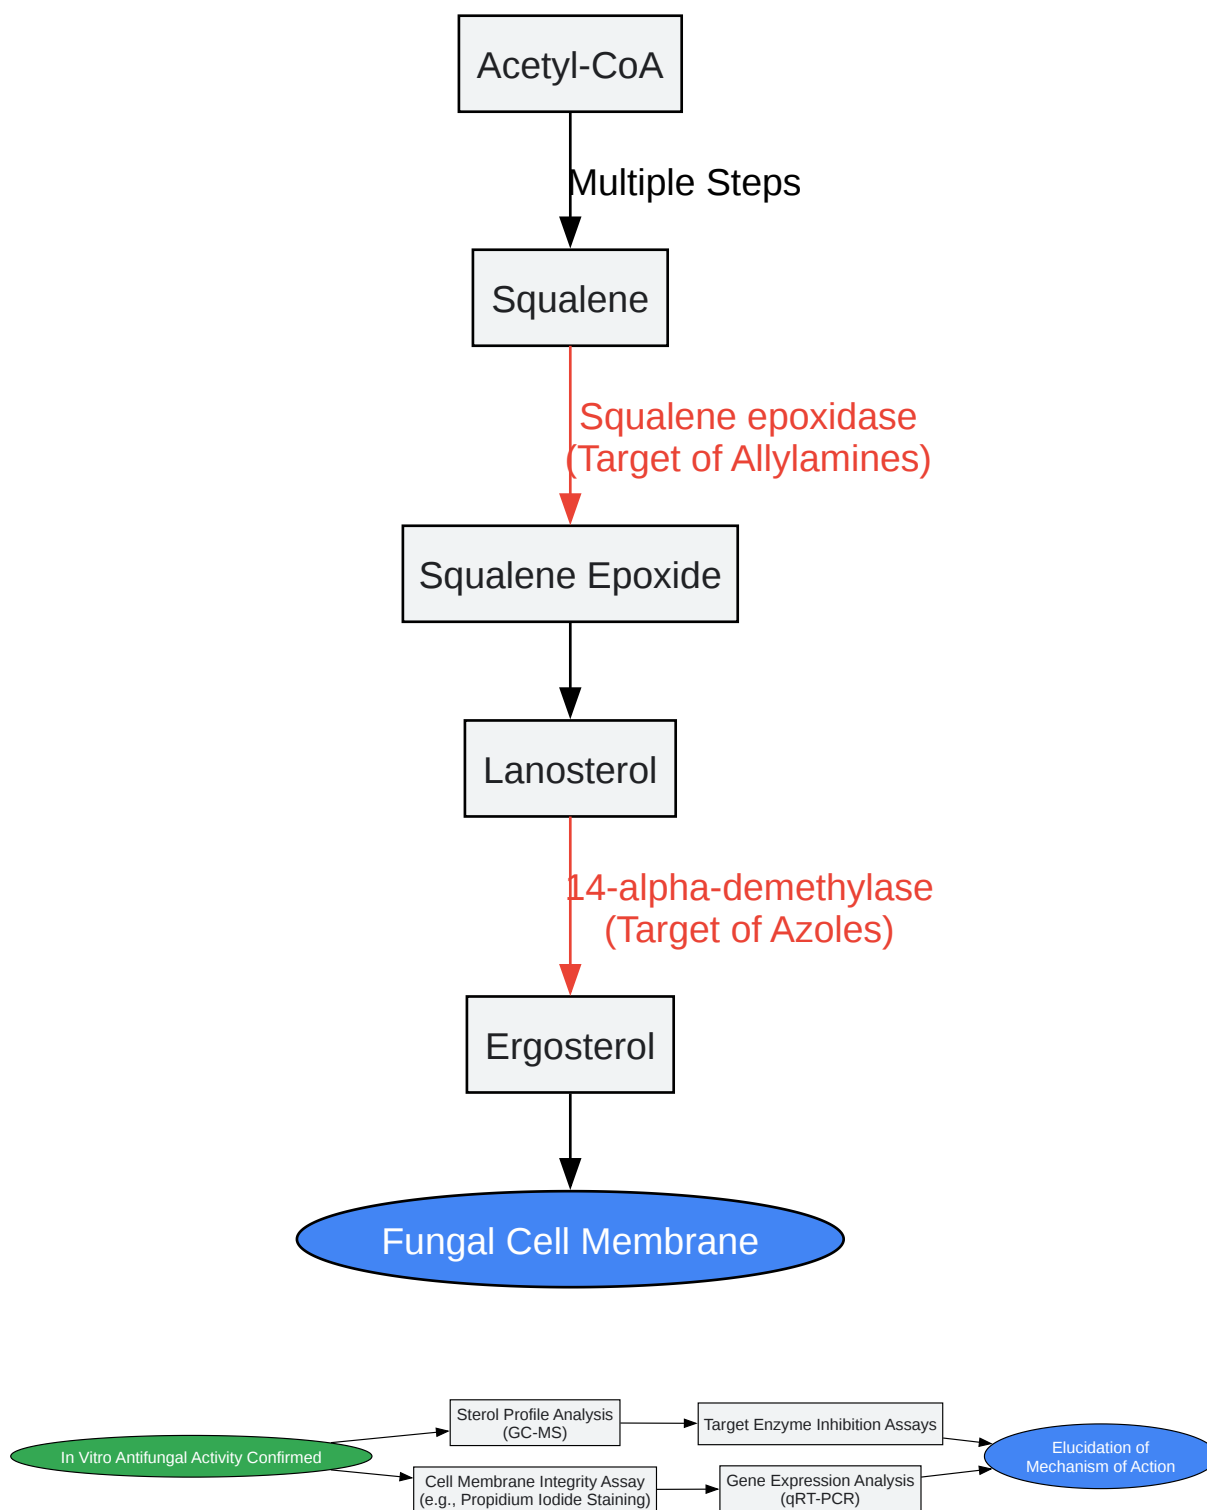 Acetyl-CoA
Multiple Steps
Squalene
Squalene epoxidase
(Target of Allylamines)
Squalene Epoxide
Lanosterol
14-alpha-demethylase
(Target of Azoles)
Ergosterol
Fungal Cell Membrane
In Vitro Antifungal Activity Confirmed
Sterol Profile Analysis
(GC-MS)
Target Enzyme Inhibition Assays
Cell Membrane Integrity Assay
(e.g., Propidium Iodide Staining)
Gene Expression Analysis
(qRT-PCR)
Elucidation of
Mechanism of Action